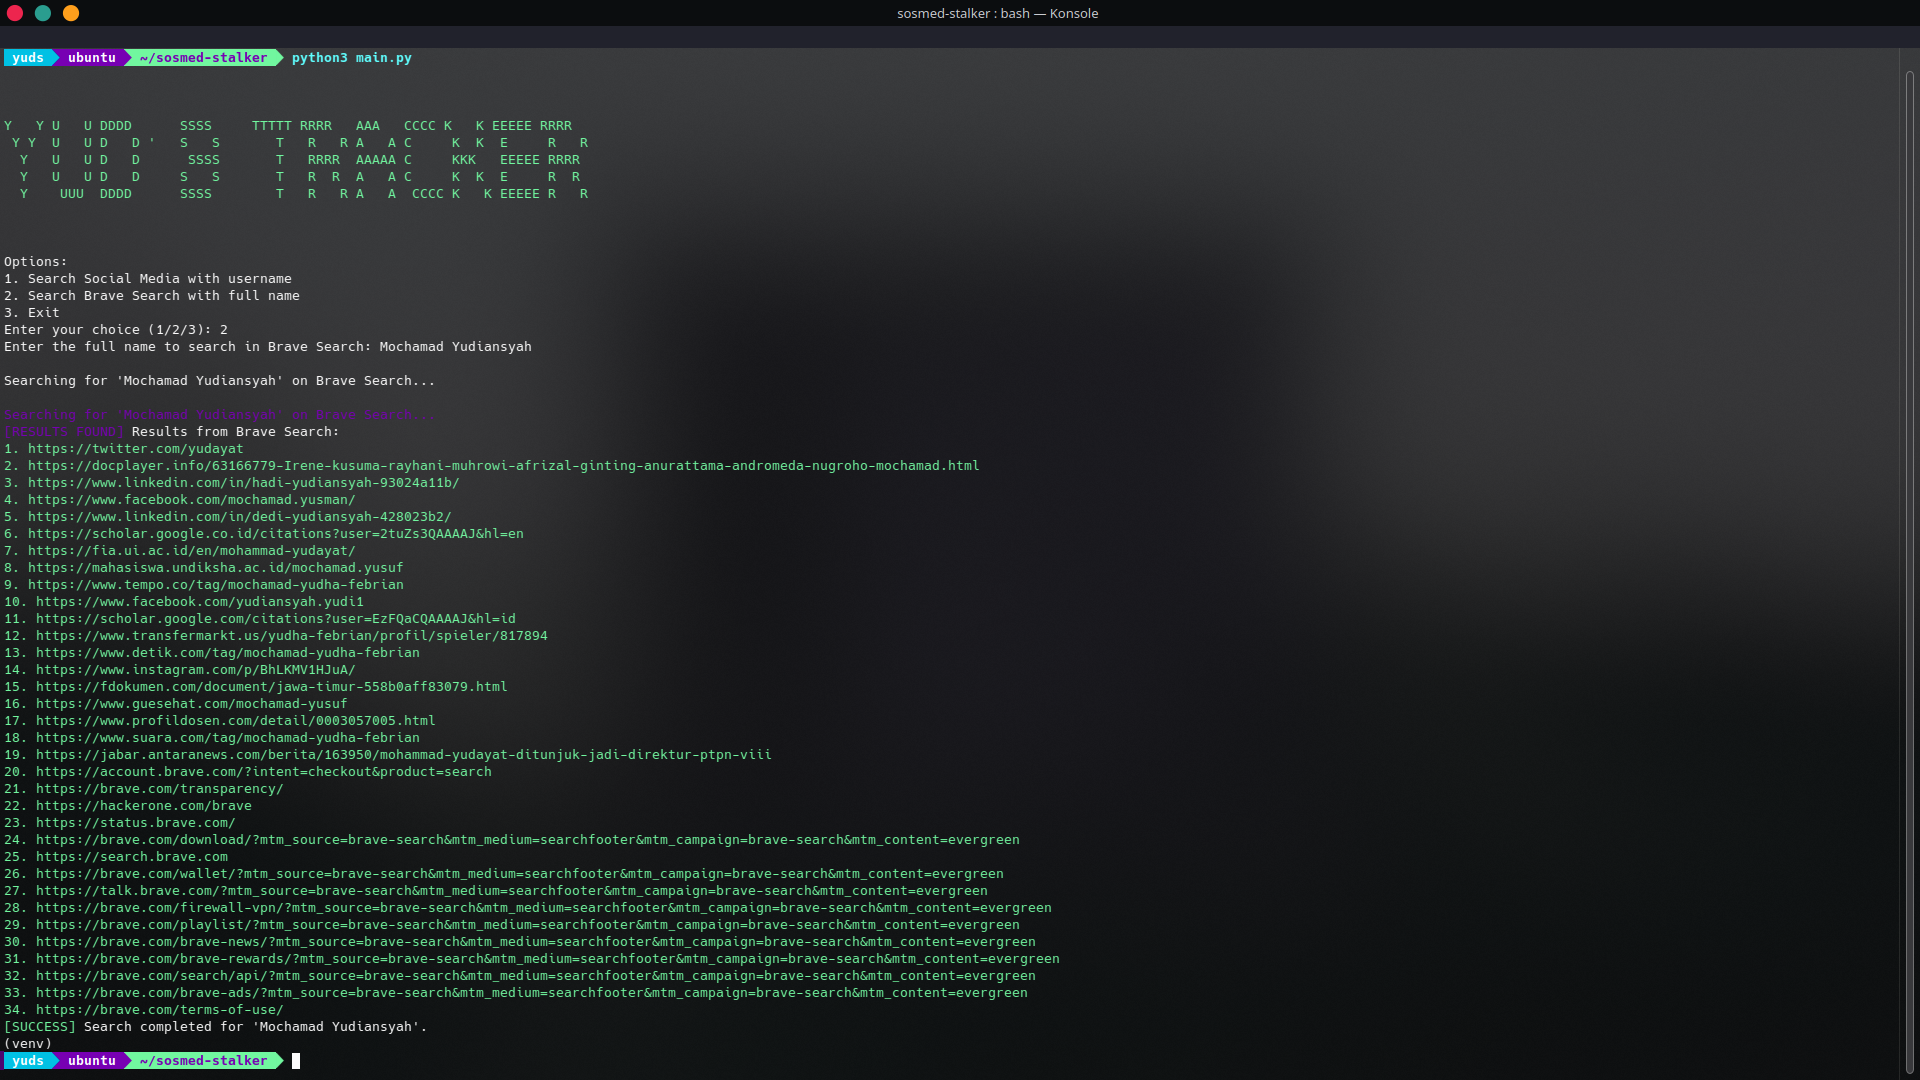 sosmed-stalker : bash — Konsole
yuds ubuntu ~/sosmed-stalker python3 main.py
Y   Y U   U DDDD      SSSS     TTTTT RRRR   AAA   CCCC K   K EEEEE RRRR
 Y Y  U   U D   D '   S   S       T   R   R A   A C     K  K  E     R   R
  Y   U   U D   D      SSSS       T   RRRR  AAAAA C     KKK   EEEEE RRRR
  Y   U   U D   D     S   S       T   R  R  A   A C     K  K  E     R  R
  Y    UUU  DDDD      SSSS        T   R   R A   A  CCCC K   K EEEEE R   R
Options:
1. Search Social Media with username
2. Search Brave Search with full name
3. Exit
Enter your choice (1/2/3): 2
Enter the full name to search in Brave Search: Mochamad Yudiansyah
Searching for 'Mochamad Yudiansyah' on Brave Search...
Searching for 'Mochamad Yudiansyah' on Brave Search...
[RESULTS FOUND] Results from Brave Search:
1. https://twitter.com/yudayat
2. https://docplayer.info/63166779-Irene-kusuma-rayhani-muhrowi-afrizal-ginting-anurattama-andromeda-nugroho-mochamad.html
3. https://www.linkedin.com/in/hadi-yudiansyah-93024a11b/
4. https://www.facebook.com/mochamad.yusman/
5. https://www.linkedin.com/in/dedi-yudiansyah-428023b2/
6. https://scholar.google.co.id/citations?user=2tuZs3QAAAAJ&hl=en
7. https://fia.ui.ac.id/en/mohammad-yudayat/
8. https://mahasiswa.undiksha.ac.id/mochamad.yusuf
9. https://www.tempo.co/tag/mochamad-yudha-febrian
10. https://www.facebook.com/yudiansyah.yudi1
11. https://scholar.google.com/citations?user=EzFQaCQAAAAJ&hl=id
12. https://www.transfermarkt.us/yudha-febrian/profil/spieler/817894
13. https://www.detik.com/tag/mochamad-yudha-febrian
14. https://www.instagram.com/p/BhLKMV1HJuA/
15. https://fdokumen.com/document/jawa-timur-558b0aff83079.html
16. https://www.guesehat.com/mochamad-yusuf
17. https://www.profildosen.com/detail/0003057005.html
18. https://www.suara.com/tag/mochamad-yudha-febrian
19. https://jabar.antaranews.com/berita/163950/mohammad-yudayat-ditunjuk-jadi-direktur-ptpn-viii
20. https://account.brave.com/?intent=checkout&product=search
21. https://brave.com/transparency/
22. https://hackerone.com/brave
23. https://status.brave.com/
24. https://brave.com/download/?mtm_source=brave-search&mtm_medium=searchfooter&mtm_campaign=brave-search&mtm_content=evergreen
25. https://search.brave.com
26. https://brave.com/wallet/?mtm_source=brave-search&mtm_medium=searchfooter&mtm_campaign=brave-search&mtm_content=evergreen
27. https://talk.brave.com/?mtm_source=brave-search&mtm_medium=searchfooter&mtm_campaign=brave-search&mtm_content=evergreen
28. https://brave.com/firewall-vpn/?mtm_source=brave-search&mtm_medium=searchfooter&mtm_campaign=brave-search&mtm_content=evergreen
29. https://brave.com/playlist/?mtm_source=brave-search&mtm_medium=searchfooter&mtm_campaign=brave-search&mtm_content=evergreen
30. https://brave.com/brave-news/?mtm_source=brave-search&mtm_medium=searchfooter&mtm_campaign=brave-search&mtm_content=evergreen
31. https://brave.com/brave-rewards/?mtm_source=brave-search&mtm_medium=searchfooter&mtm_campaign=brave-search&mtm_content=evergreen
32. https://brave.com/search/api/?mtm_source=brave-search&mtm_medium=searchfooter&mtm_campaign=brave-search&mtm_content=evergreen
33. https://brave.com/brave-ads/?mtm_source=brave-search&mtm_medium=searchfooter&mtm_campaign=brave-search&mtm_content=evergreen
34. https://brave.com/terms-of-use/
[SUCCESS] Search completed for 'Mochamad Yudiansyah'.
(venv)
yuds ubuntu ~/sosmed-stalker